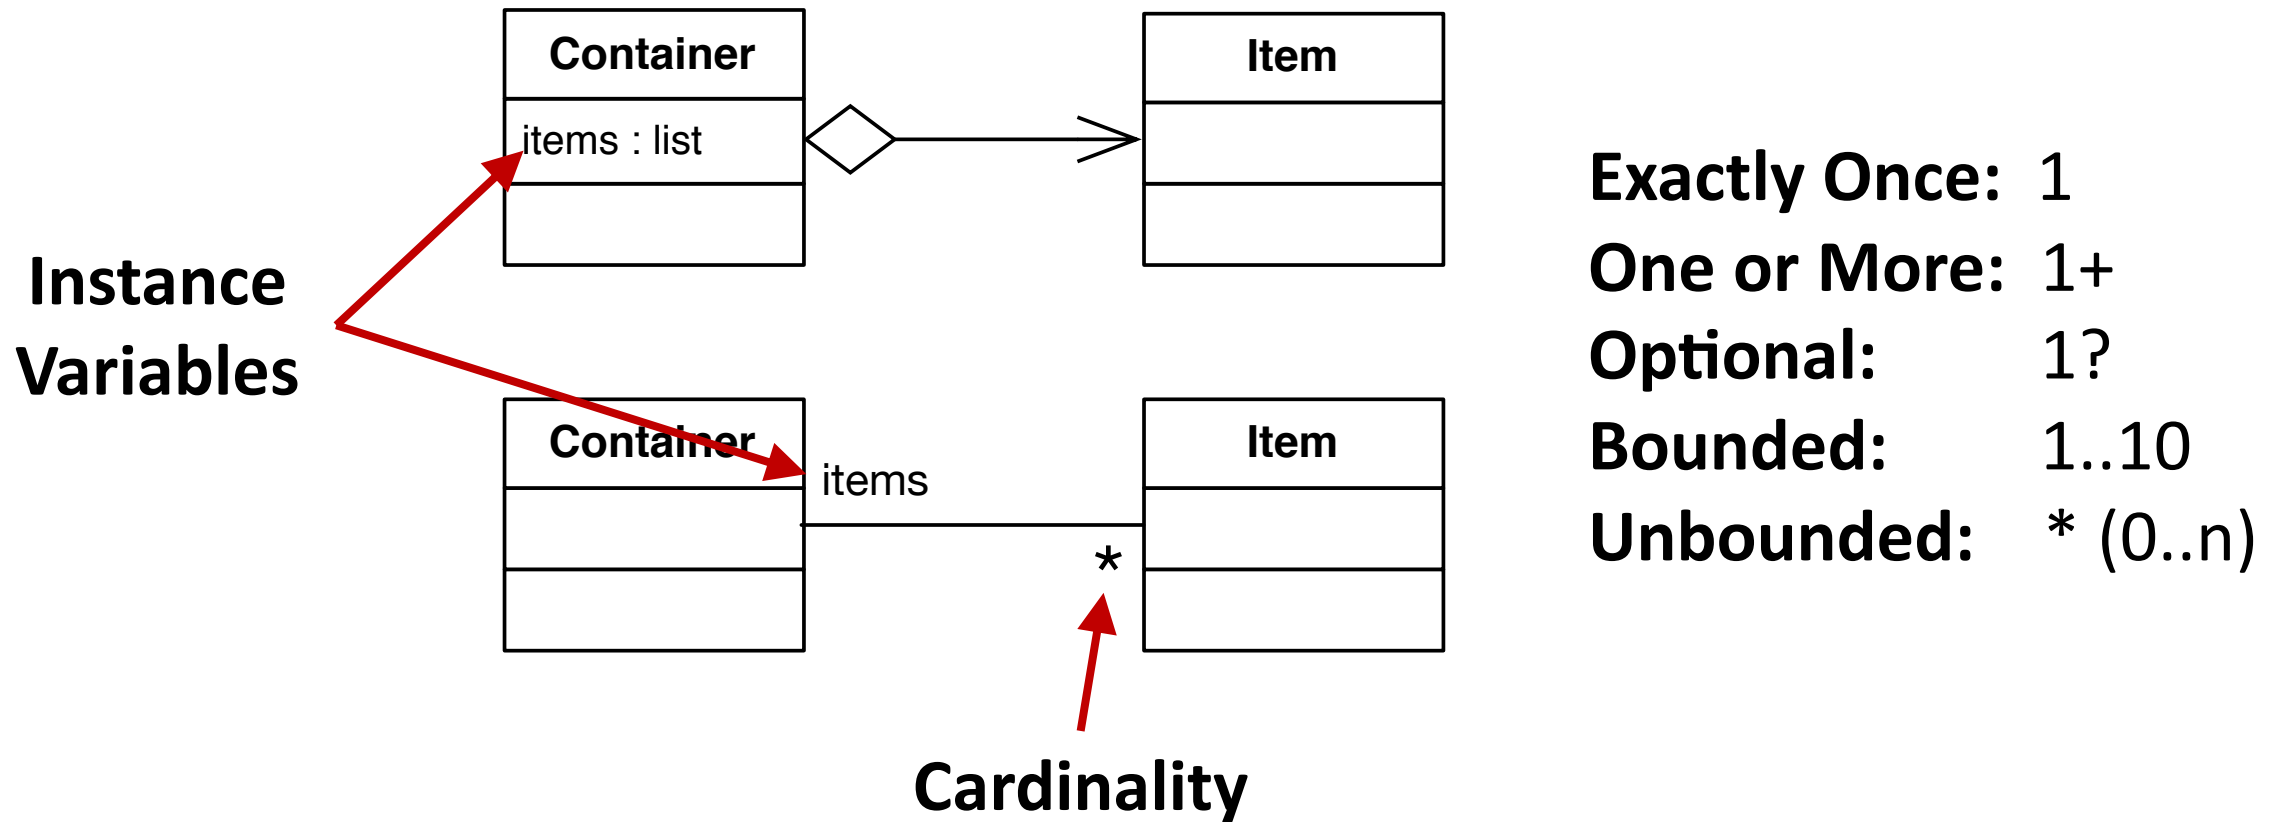 Container
Item
items : list
Instance
Variables
Container
Item
items
*
Cardinality
Exactly Once: 1
One or More: 1+
Optional: 1?
Bounded: 1..10
Unbounded: * (0..n)